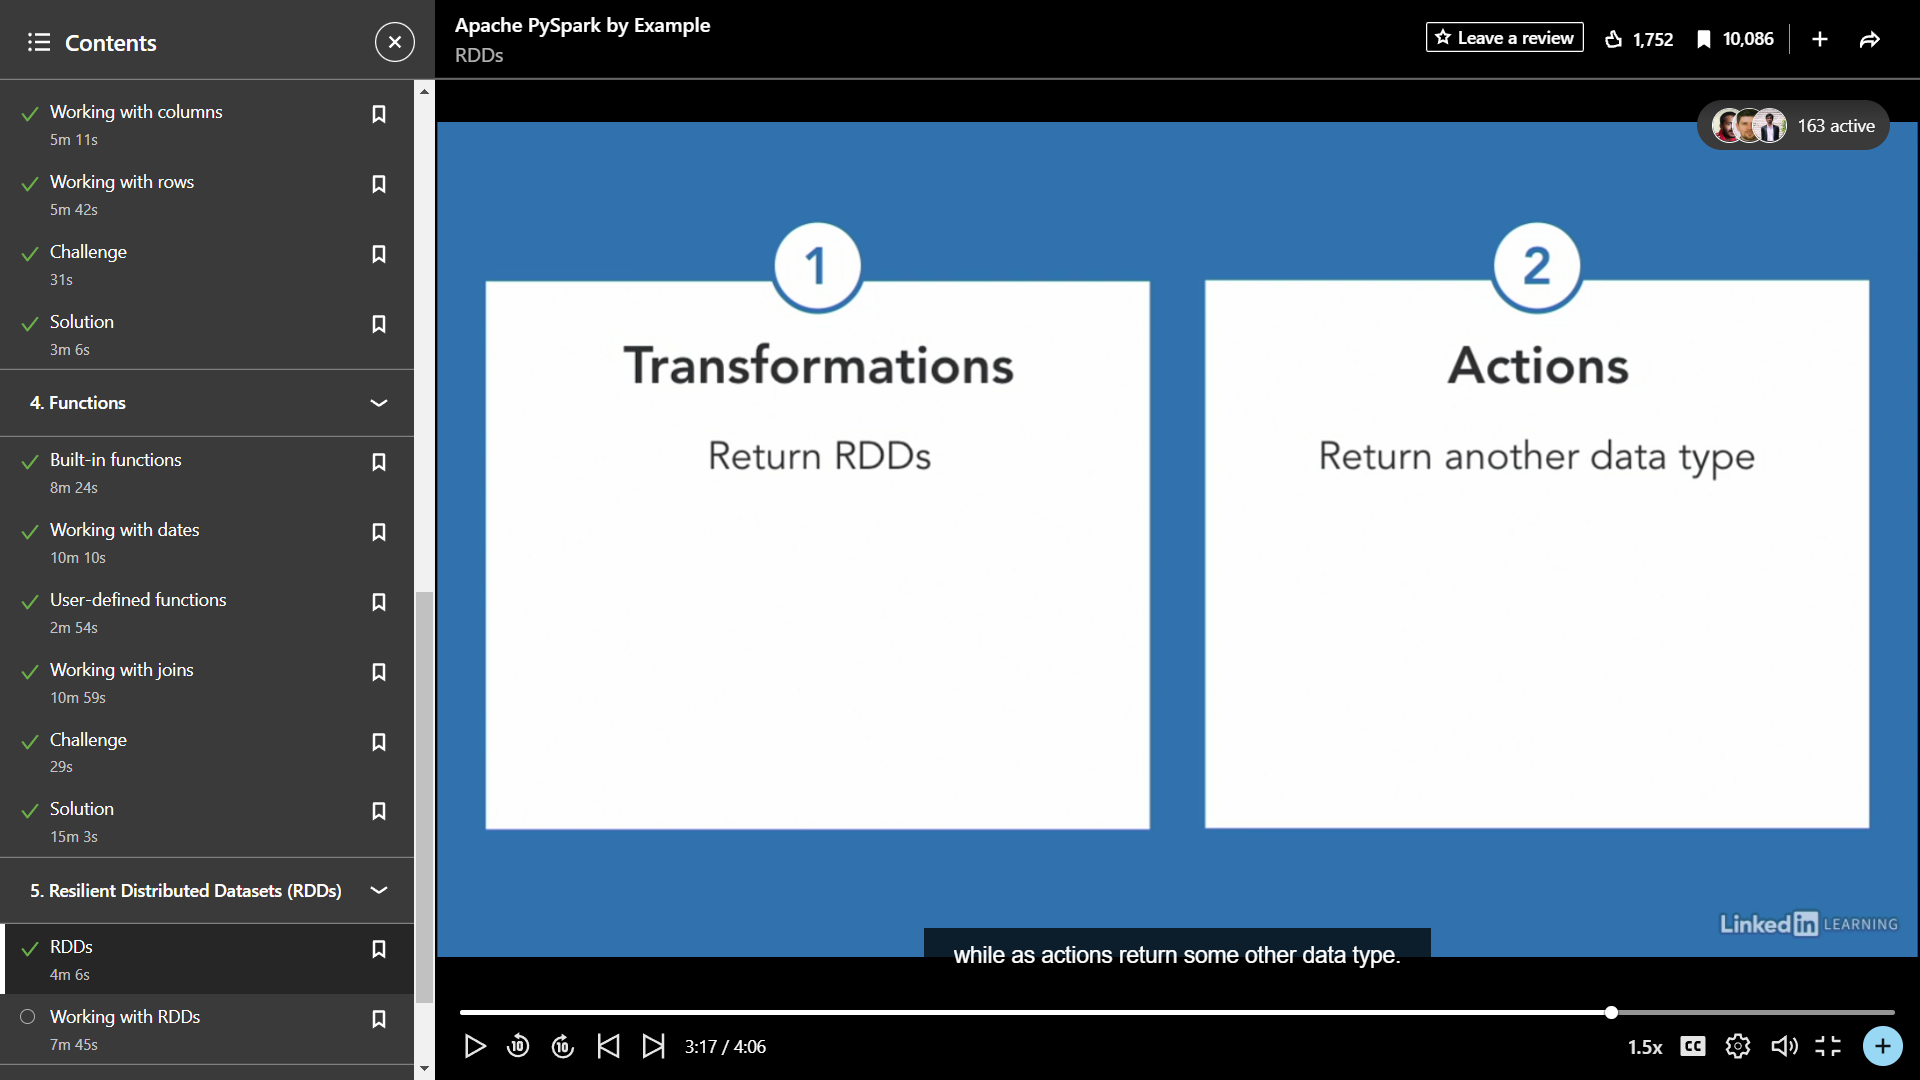 Contents
Working with columns
5m 11s
Working with rows
5m 42s
Challenge
31s
Solution
3m 6s
4. Functions
Built-in functions
8m 24s
Working with dates
10m 10s
User-defined functions
2m 54s
Working with joins
10m 59s
Challenge
29s
Solution
15m 3s
5. Resilient Distributed Datasets (RDDs)
RDDs
4m 6s
Working with RDDs
7m 45s
Apache PySpark by Example
RDDs
Leave a review
1,752
10,086
163 active
1
Transformations
Return RDDs
2
Actions
Return another data type
LinkedIn LEARNING
while as actions return some other data type.
10
10
3:17 / 4:06
1.5x
CC